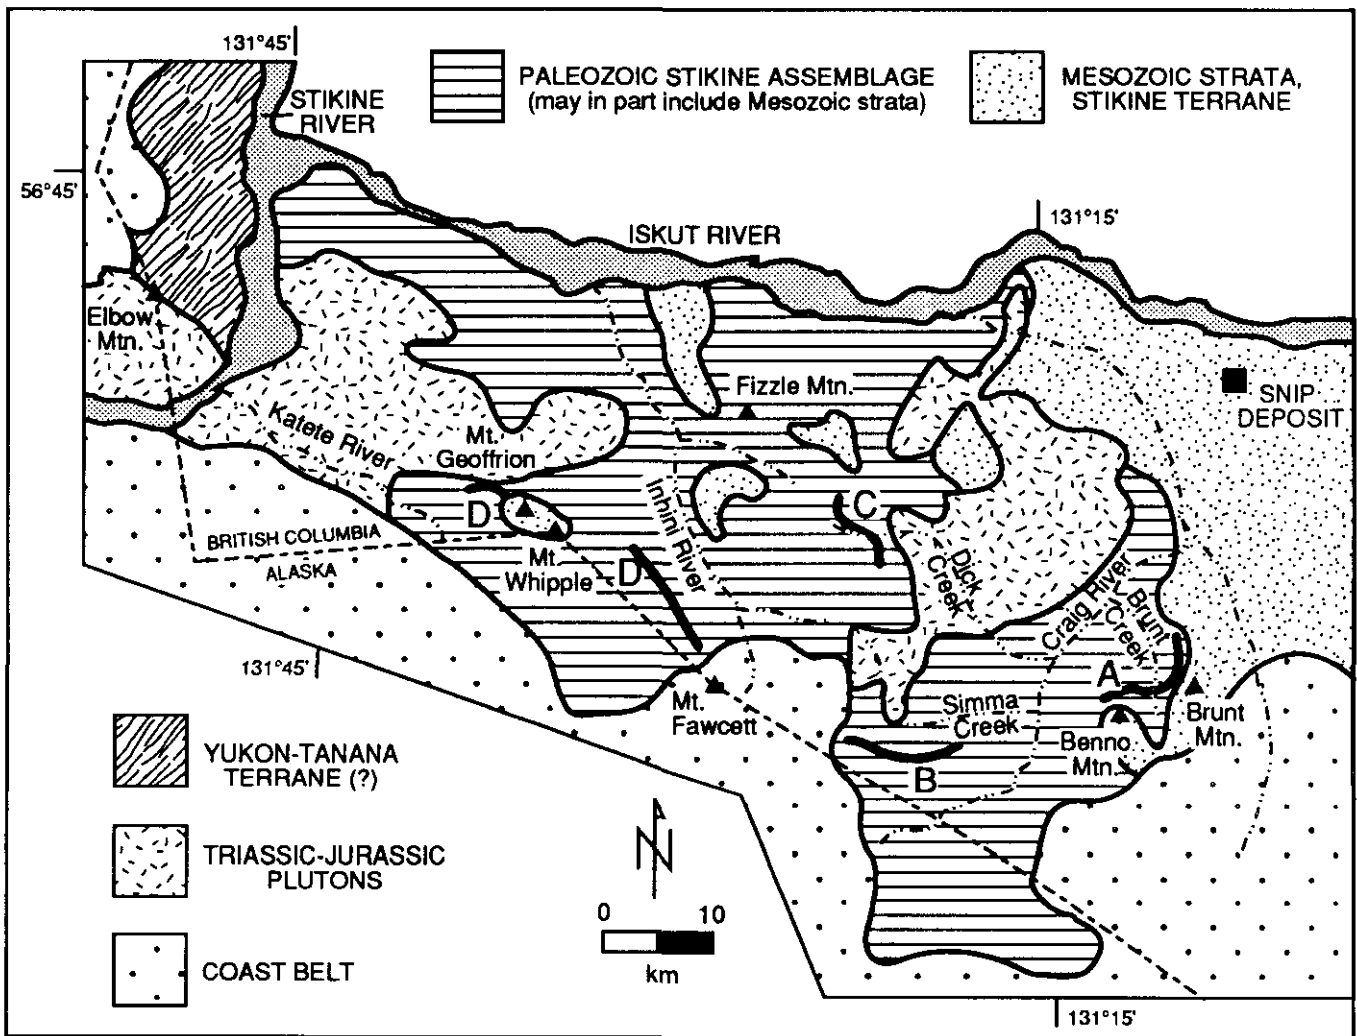 131°45'
PALEOZOIC STIKINE ASSEMBLAGE
(may in part include Mesozoic strata)
MESOZOIC STRATA,
STIKINE TERRANE
STIKINE
RIVER
56°45'
131°15'
ISKUT RIVER
Elbow
Mtn.
Fizzle Mtn.
SNIP
DEPOSIT
Katete River
Mt.
Geoffrion
D
C
Inhini River
BRITISH COLUMBIA
ALASKA
Mt.
Whipple
D
Dick
Creek
Craig River
Brunt
Creek
131°45'
A
Mt.
Fawcett
Simma
Creek
Brunt
Mtn.
Benno
Mtn.
B
YUKON-TANANA
TERRANE (?)
TRIASSIC-JURASSIC
PLUTONS
COAST BELT
N
0 10
km
131°15'